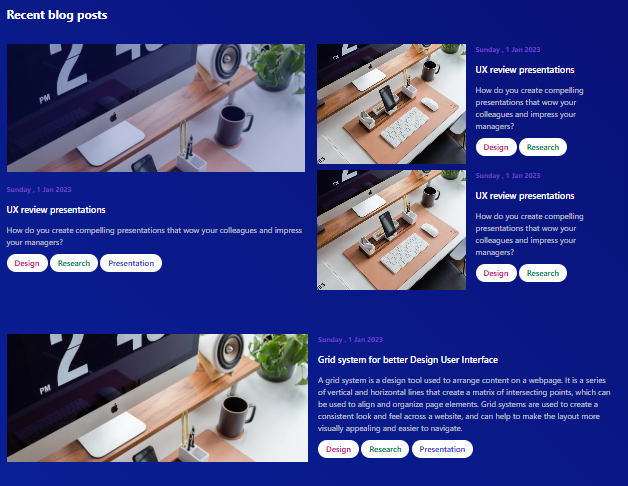 Recent blog posts
2
PM
Sunday , 1 Jan 2023
UX review presentations
How do you create compelling presentations that wow your colleagues and impress
your managers?
Design
Research
Presentation
Sunday , 1 Jan 2023
UX review presentations
How do you create compelling
presentations that wow your
colleagues and impress your
managers?
Design
Research
Sunday , 1 Jan 2023
UX review presentations
How do you create compelling
presentations that wow your
colleagues and impress your
managers?
Design
Research
2
PM
Sunday , 1 Jan 2023
Grid system for better Design User Interface
A grid system is a design tool used to arrange content on a webpage. It is a series
of vertical and horizontal lines that create a matrix of intersecting points, which can
be used to align and organize page elements. Grid systems are used to create a
consistent look and feel across a website, and can help to make the layout more
visually appealing and easier to navigate.
Design
Research
Presentation